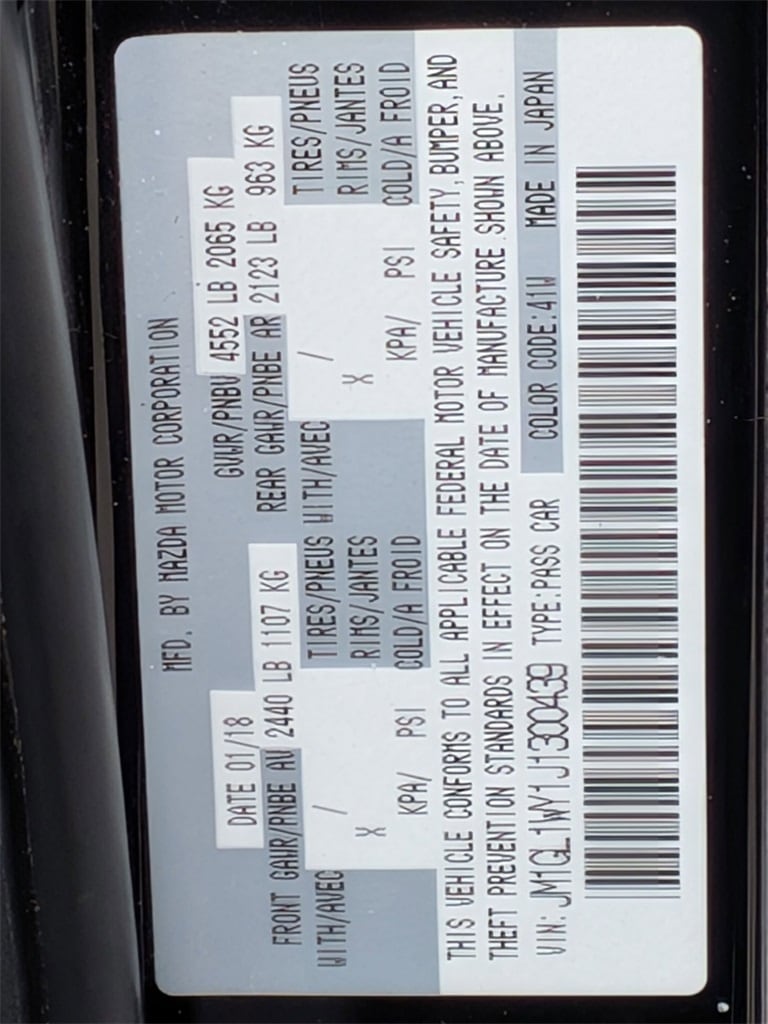 MFD. BY MAZDA MOTOR CORPORATION
DATE 01/18 GVWR/PNBV 4552 LB 2065 KG
FRONT GAWR/PNBE AV 2440 LB 1107 KG REAR GAWR/PNBE AR 2123 LB 963 KG
WITH/AVEC / TIRES/PNEUS WITH/AVEC / TIRES/PNEUS
X RIMS/JANTES X RIMS/JANTES
KPA/ PSI COLD/A FROID KPA/ PSI COLD/A FROID
THIS VEHICLE CONFORMS TO ALL APPLICABLE FEDERAL MOTOR VEHICLE SAFETY, BUMPER, AND
THEFT PREVENTION STANDARDS IN EFFECT ON THE DATE OF MANUFACTURE SHOWN ABOVE.
VIN: JM1GL1WY1J1300439 TYPE:PASS CAR COLOR CODE:41W MADE IN JAPAN